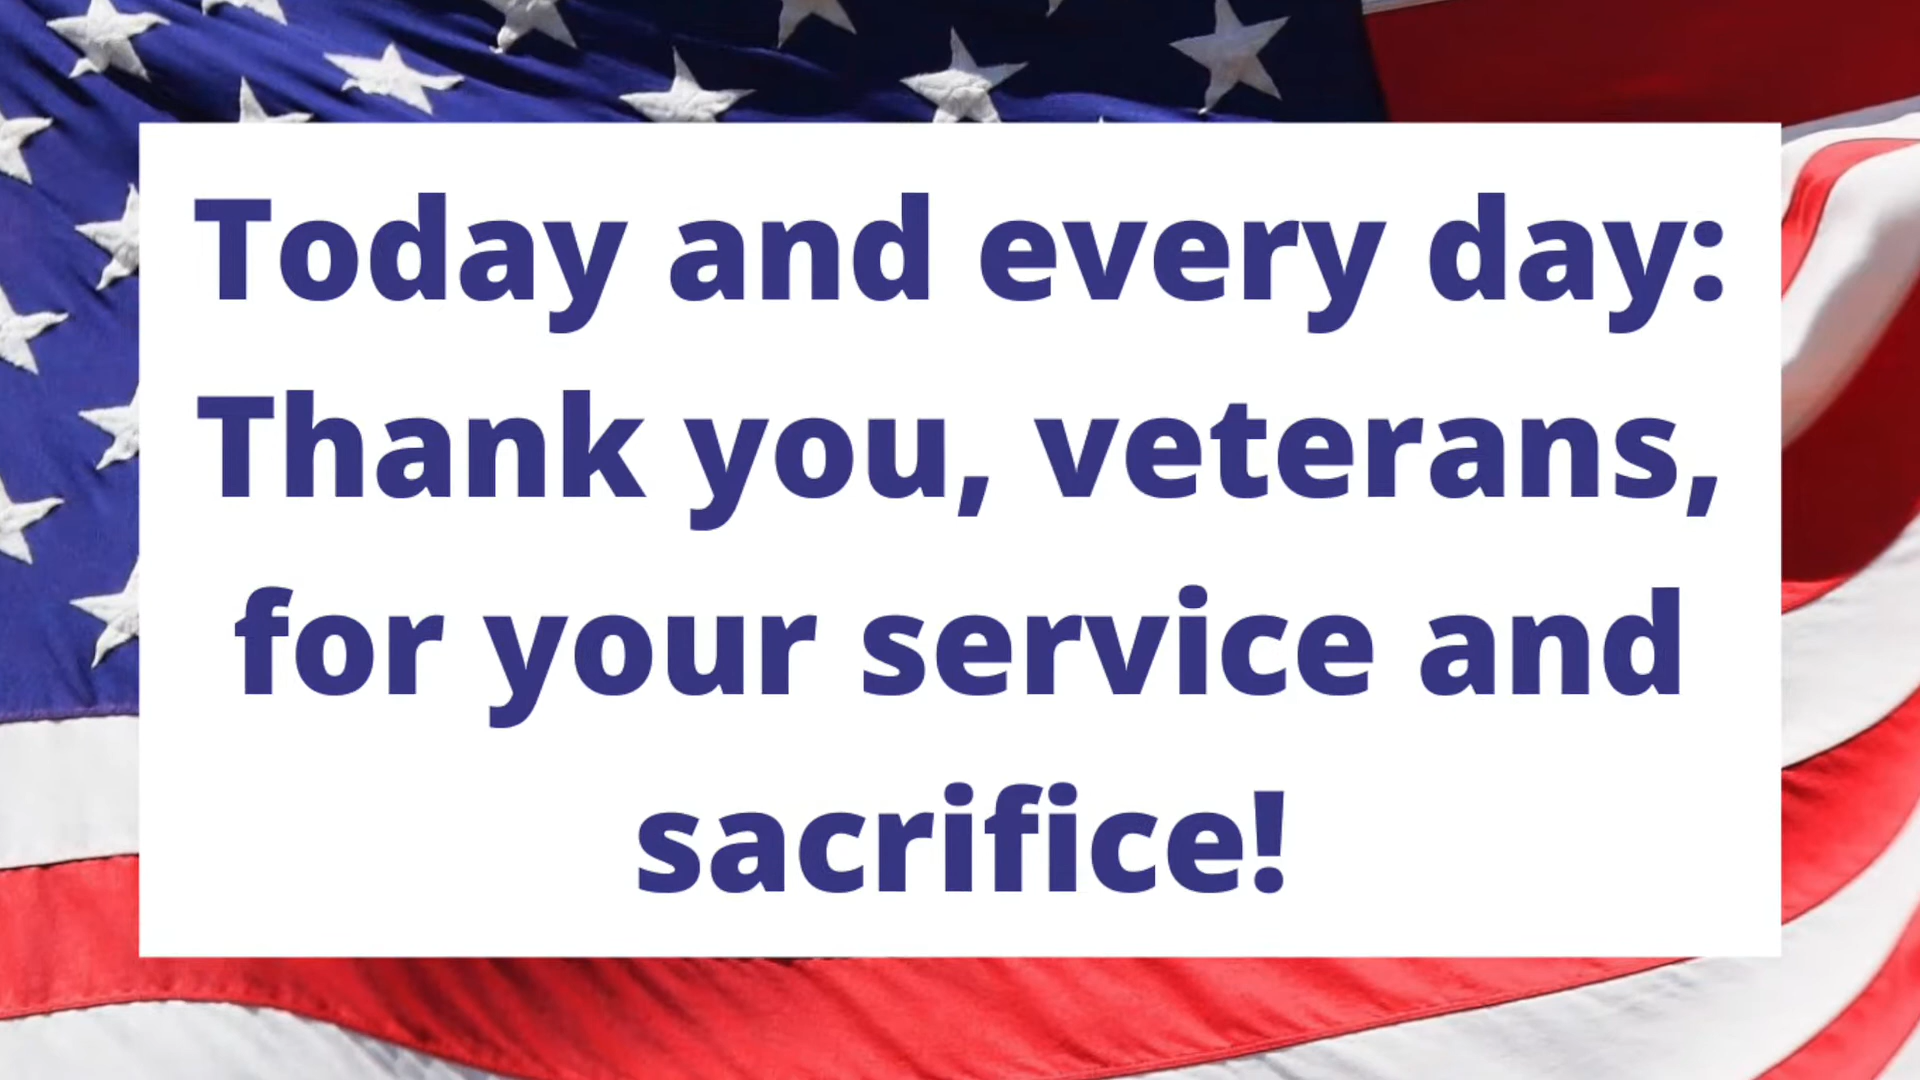 Today and every day:
Thank you, veterans,
for your service and
sacrifice!